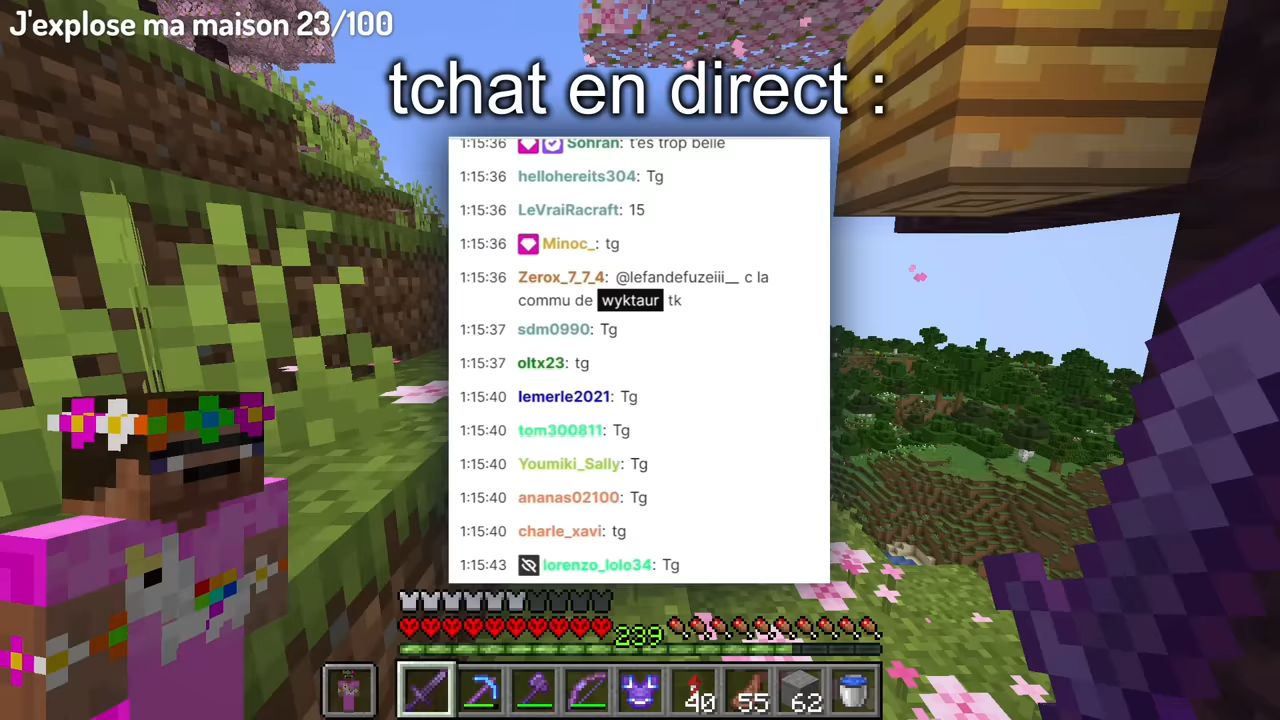 J'explose ma maison 23/100
tchat en direct :
1:15:36 Sohran: t'es trop belle
1:15:36 hellohereits304: Tg
1:15:36 LeVraiRacraft: 15
1:15:36 Minoc_: tg
1:15:36 Zerox_7_7_4: @lefandefuzeiii__ c la
commu de wyktaur tk
1:15:37 sdm0990: Tg
1:15:37 oltx23: tg
1:15:40 lemerle2021: Tg
1:15:40 tom300811: Tg
1:15:40 Youmiki_Sally: Tg
1:15:40 ananas02100: Tg
1:15:40 charle_xavi: tg
1:15:43 lorenzo_lolo34: Tg
239
40 55 62